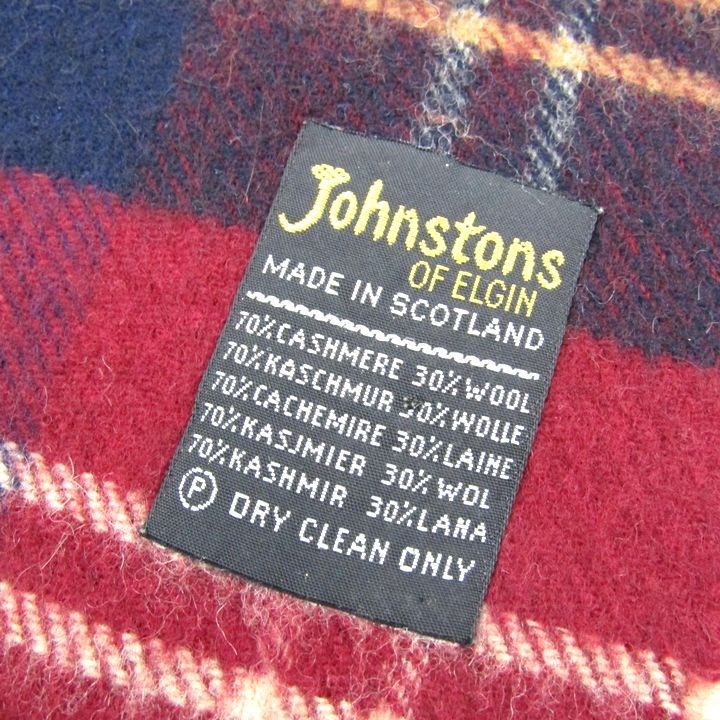 Johnstons
OF ELGIN
MADE IN SCOTLAND
70%CASHMERE 30%WOOL
70%KASCHMUR 30%WOLLE
70%CACHEMIRE 30%LAINE
70%KASJMIER 30%WOL
70%KASHMIR 30%LANA
P DRY CLEAN ONLY